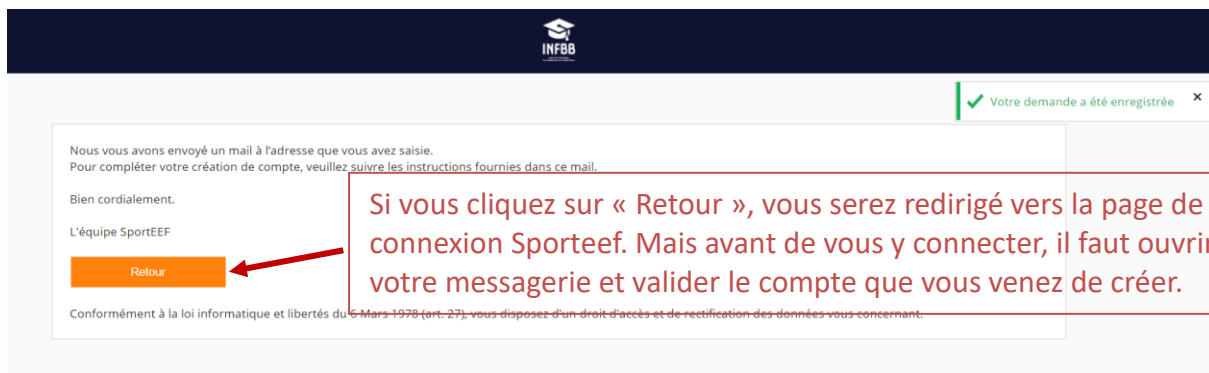 INFBB
Votre demande a été enregistrée ×
Nous vous avons envoyé un mail à l'adresse que vous avez saisie.
Pour compléter votre création de compte, veuillez suivre les instructions fournies dans ce mail.
Bien cordialement.
L'équipe SportEEF
Retour
Si vous cliquez sur « Retour », vous serez redirigé vers la page de
connexion Sporteef. Mais avant de vous y connecter, il faut ouvrir
votre messagerie et valider le compte que vous venez de créer.
Conformément à la loi informatique et libertés du 6 Mars 1978 (art. 27), vous disposez d'un droit d'accès et de rectification des données vous concernant.